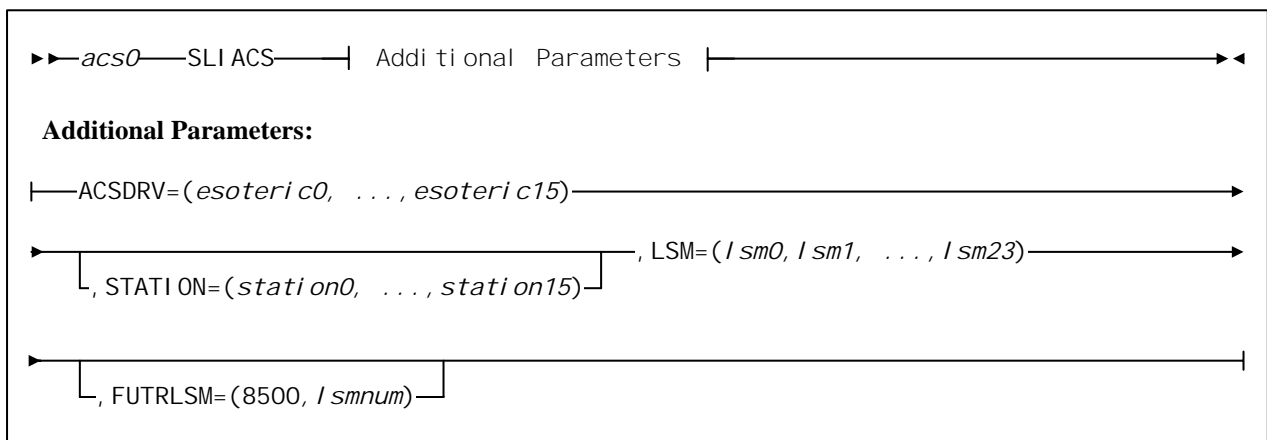 acs0 SLIACS Additional Parameters
Additional Parameters:
ACSDRV=(esoteric0, ...,esoteric15)
,LSM=(lsm0,lsm1, ...,lsm23)
,STATION=(station0, ...,station15)
,FUTRLSM=(8500,lsmnum)